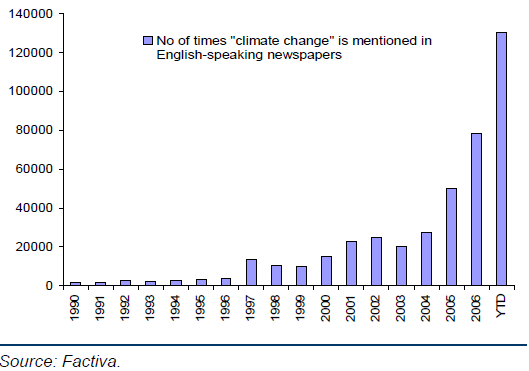 140000
120000
100000
80000
60000
40000
20000
0
No of times "climate change" is mentioned in
English-speaking newspapers
1990 1991 1992 1993 1994 1995 1996 1997 1998 1999 2000 2001 2002 2003 2004 2005 2006 YTD
Source: Factiva.